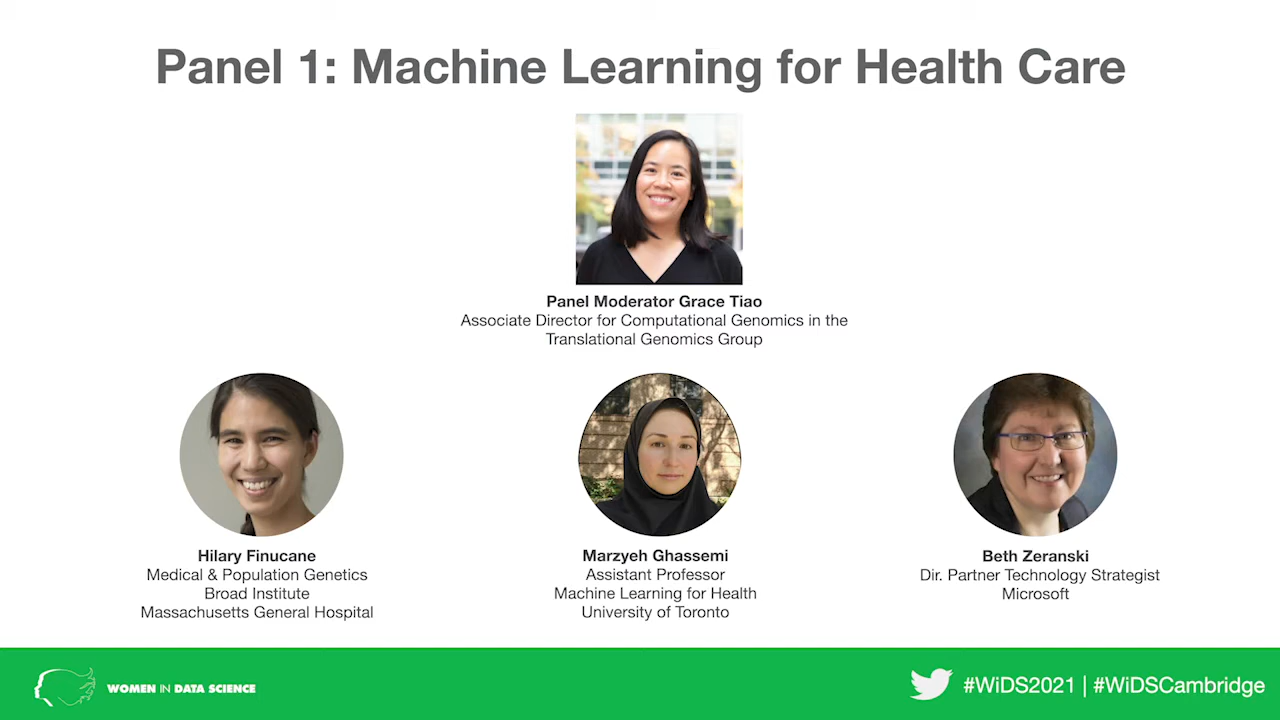 Panel 1: Machine Learning for Health Care
Panel Moderator Grace Tiao
Associate Director for Computational Genomics in the
Translational Genomics Group
Hilary Finucane
Medical & Population Genetics
Broad Institute
Massachusetts General Hospital
Marzyeh Ghassemi
Assistant Professor
Machine Learning for Health
University of Toronto
Beth Zeranski
Dir. Partner Technology Strategist
Microsoft
WOMEN IN DATA SCIENCE
#WiDS2021 | #WiDSCambridge